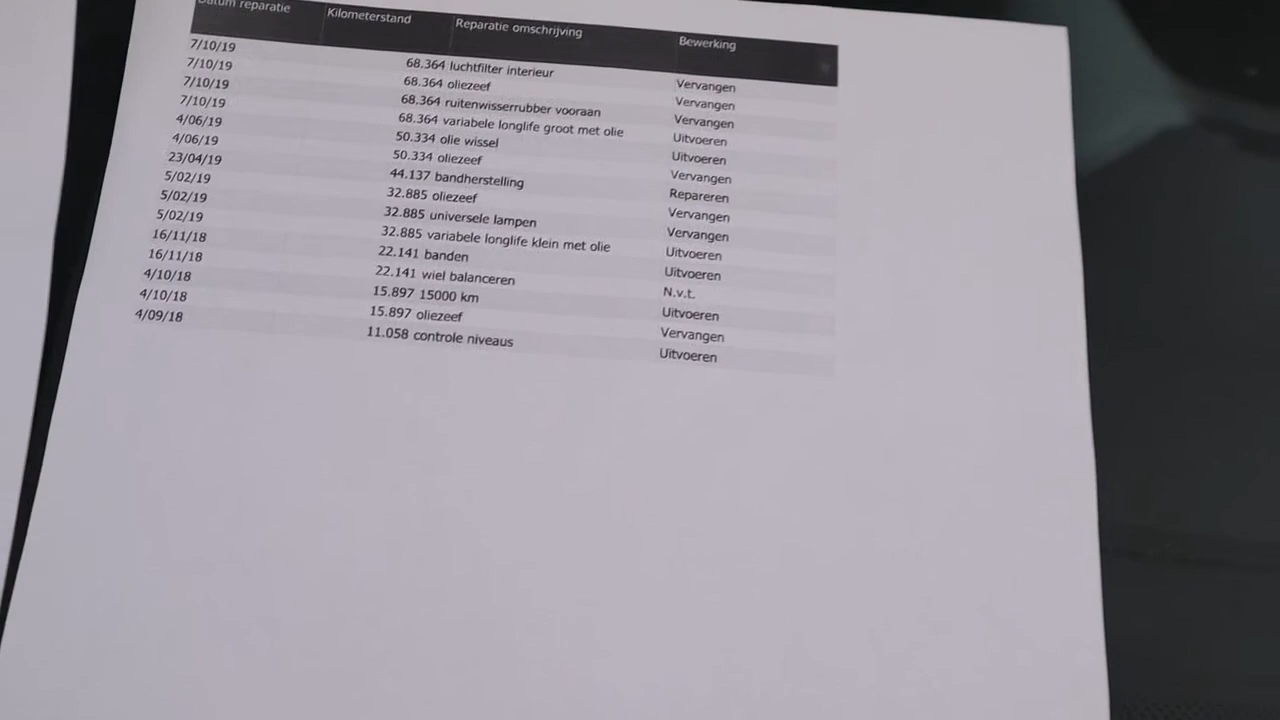 Datum reparatie Kilometerstand Reparatie omschrijving Bewerking
7/10/19 68.364 luchtfilter interieur Vervangen
7/10/19 68.364 oliezeef Vervangen
7/10/19 68.364 ruitenwisserrubber vooraan Vervangen
7/10/19 68.364 variabele longlife groot met olie Uitvoeren
4/06/19 50.334 olie wissel Uitvoeren
4/06/19 50.334 oliezeef Vervangen
23/04/19 44.137 bandherstelling Repareren
5/02/19 32.885 oliezeef Vervangen
5/02/19 32.885 universele lampen Vervangen
5/02/19 32.885 variabele longlife klein met olie Uitvoeren
16/11/18 22.141 banden Uitvoeren
16/11/18 22.141 wiel balanceren N.v.t.
4/10/18 15.897 15000 km Uitvoeren
4/10/18 15.897 oliezeef Vervangen
4/09/18 11.058 controle niveaus Uitvoeren